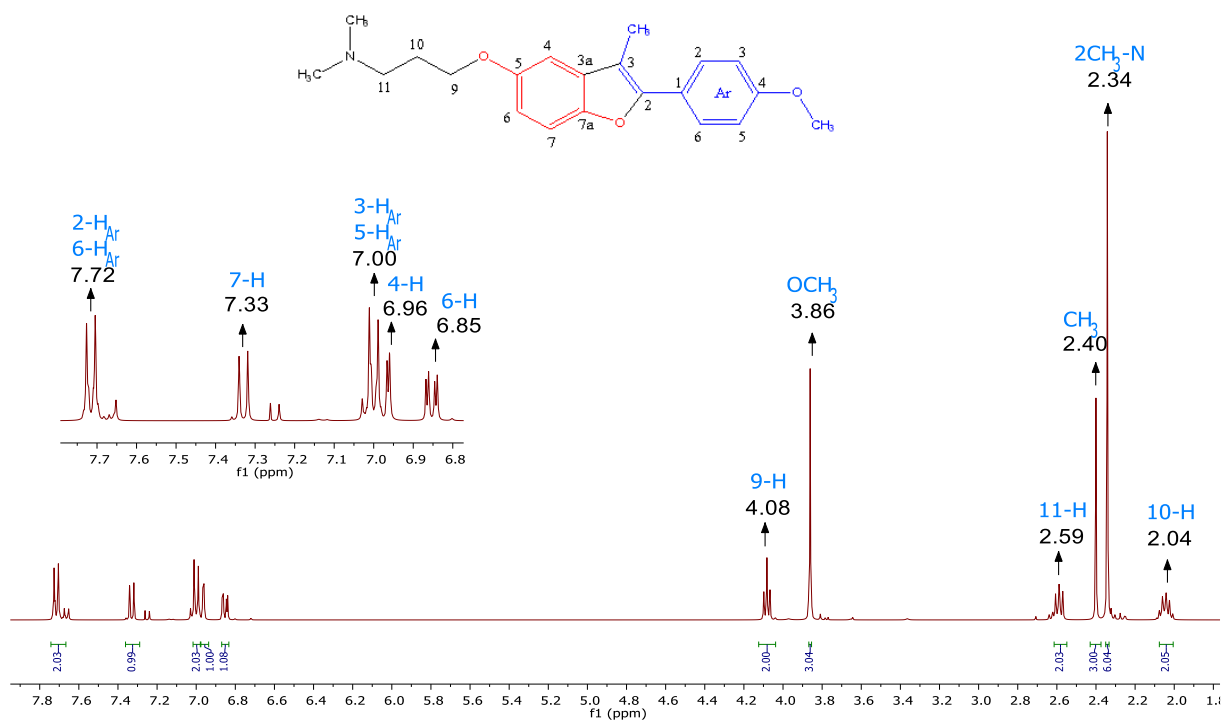 CH3
H3C
N
H3C
10
11
9
O
5
4
3a
3
6
7
7a
O
2
1
2
3
Ar
4
6
5
O
CH3
2CH3-N
2.34
2-HAr
6-HAr
7.72
7-H
7.33
3-HAr
5-HAr
7.00
4-H
6.96
6-H
6.85
OCH3
3.86
CH3
2.40
9-H
4.08
11-H
2.59
10-H
2.04
7.7 7.6 7.5 7.4 7.3 7.2 7.1 7.0 6.9 6.8
f1 (ppm)
2.03 0.99 2.03 1.00 1.08 2.00 3.04 2.03 3.00 6.04 2.05
7.8 7.6 7.4 7.2 7.0 6.8 6.6 6.4 6.2 6.0 5.8 5.6 5.4 5.2 5.0 4.8 4.6 4.4 4.2 4.0 3.8 3.6 3.4 3.2 3.0 2.8 2.6 2.4 2.2 2.0 1.8
f1 (ppm)